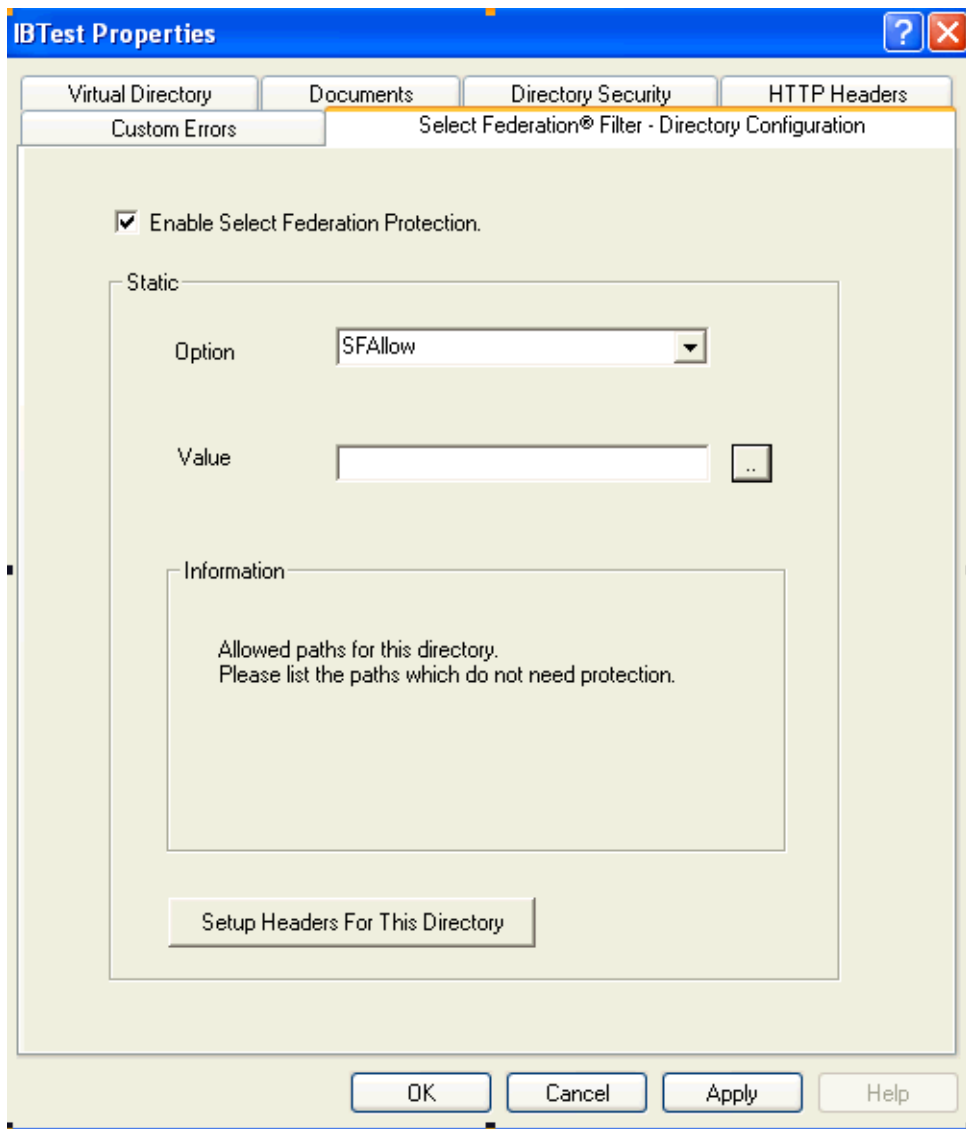 IBTest Properties
?
Virtual Directory
Documents
Directory Security
HTTP Headers
Custom Errors
Select Federation® Filter - Directory Configuration
Enable Select Federation Protection.
Static
Option
SFAllow
Value
..
Information
Allowed paths for this directory.
Please list the paths which do not need protection.
Setup Headers For This Directory
OK
Cancel
Apply
Help